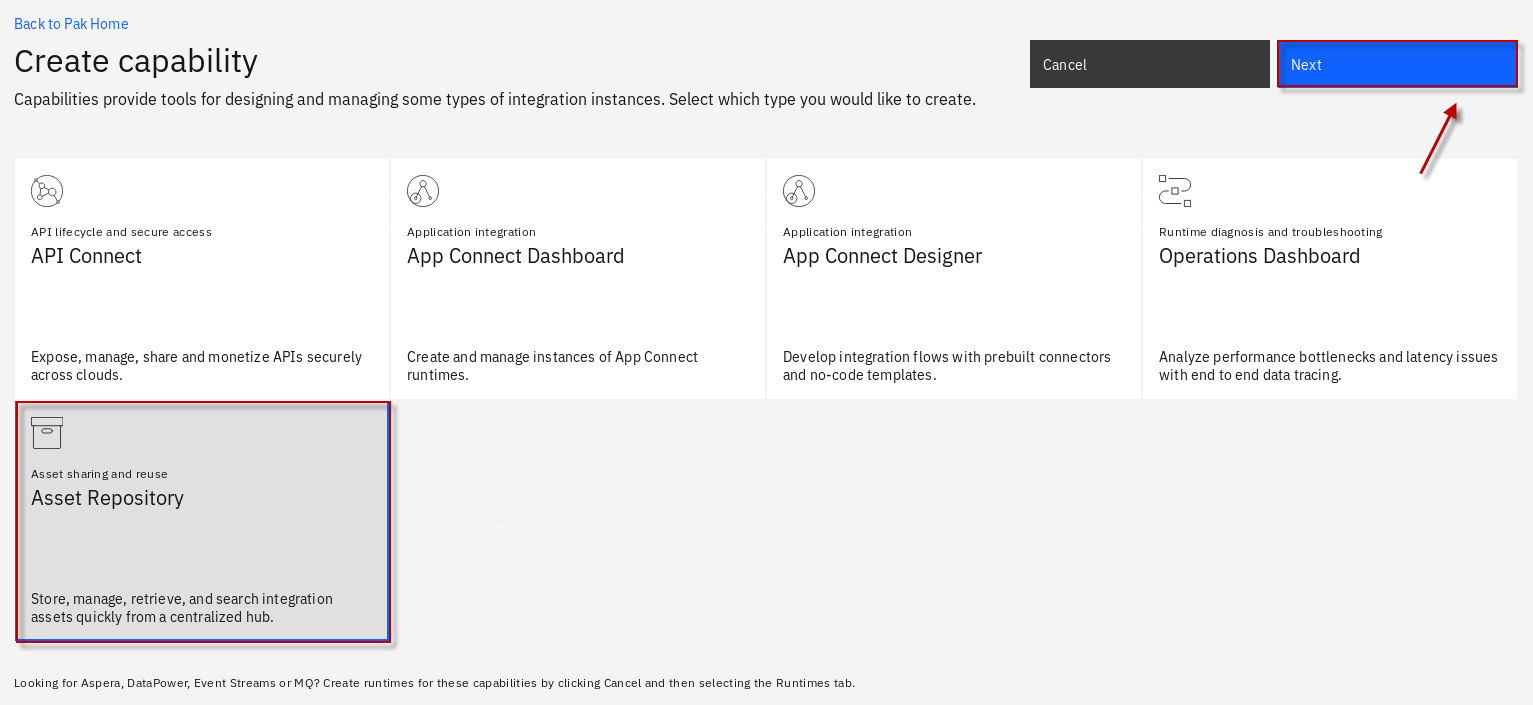 Back to Pak Home
Create capability
Cancel
Next
Capabilities provide tools for designing and managing some types of integration instances. Select which type you would like to create.
API lifecycle and secure access
API Connect
Expose, manage, share and monetize APIs securely
across clouds.
Application integration
App Connect Dashboard
Create and manage instances of App Connect
runtimes.
Application integration
App Connect Designer
Develop integration flows with prebuilt connectors
and no-code templates.
Runtime diagnosis and troubleshooting
Operations Dashboard
Analyze performance bottlenecks and latency issues
with end to end data tracing.
Asset sharing and reuse
Asset Repository
Store, manage, retrieve, and search integration
assets quickly from a centralized hub.
Looking for Aspera, DataPower, Event Streams or MQ? Create runtimes for these capabilities by clicking Cancel and then selecting the Runtimes tab.